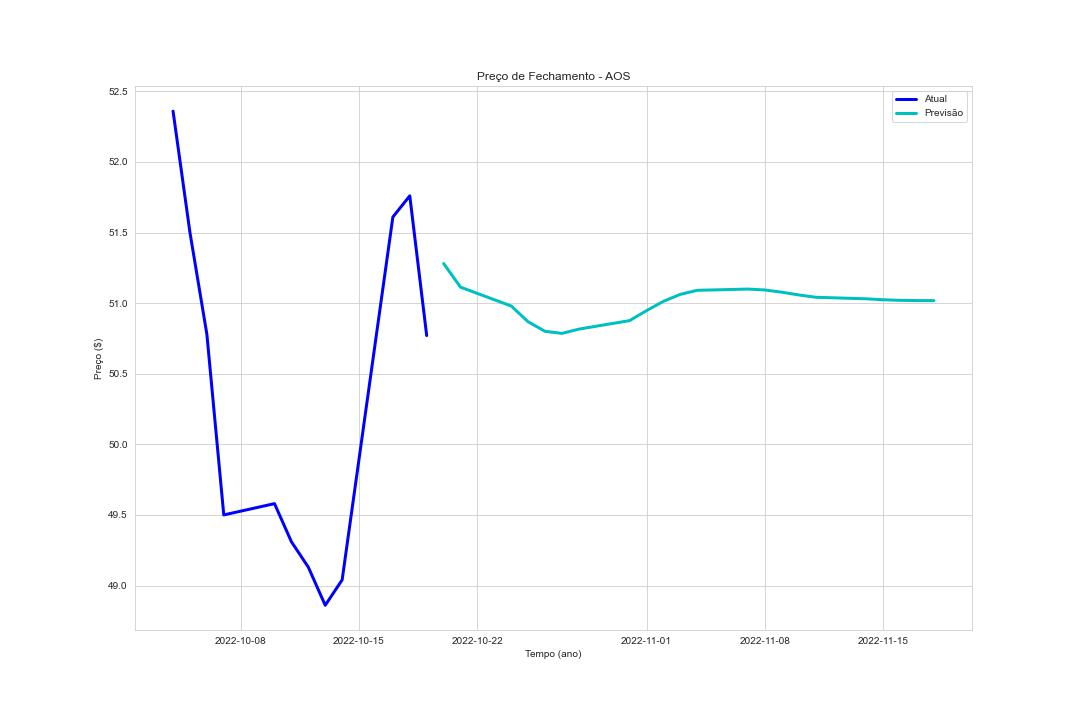 Preço de Fechamento - AOS
Atual
Previsão
52.5
52.0
51.5
51.0
50.5
50.0
49.5
49.0
Preço ($)
2022-10-08
2022-10-15
2022-10-22
2022-11-01
2022-11-08
2022-11-15
Tempo (ano)